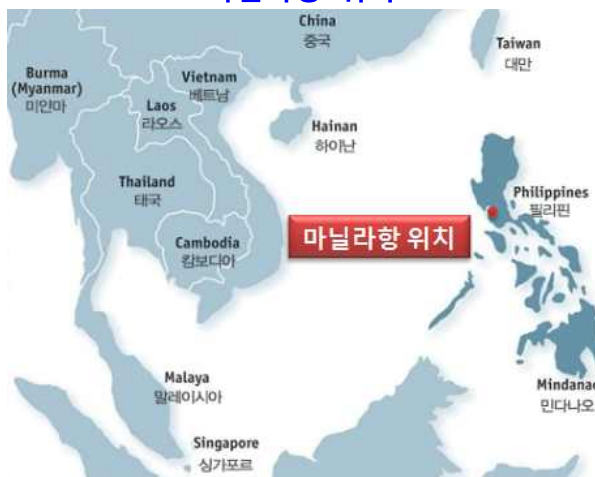 China
중국
Taiwan
대만
Burma
(Myanmar)
미얀마
Vietnam
베트남
Laos
라오스
Hainan
하이난
Thailand
태국
Philippines
필리핀
마닐라항 위치
Cambodia
캄보디아
Malaya
말레이시아
Mindanao
민다나오
Singapore
싱가포르